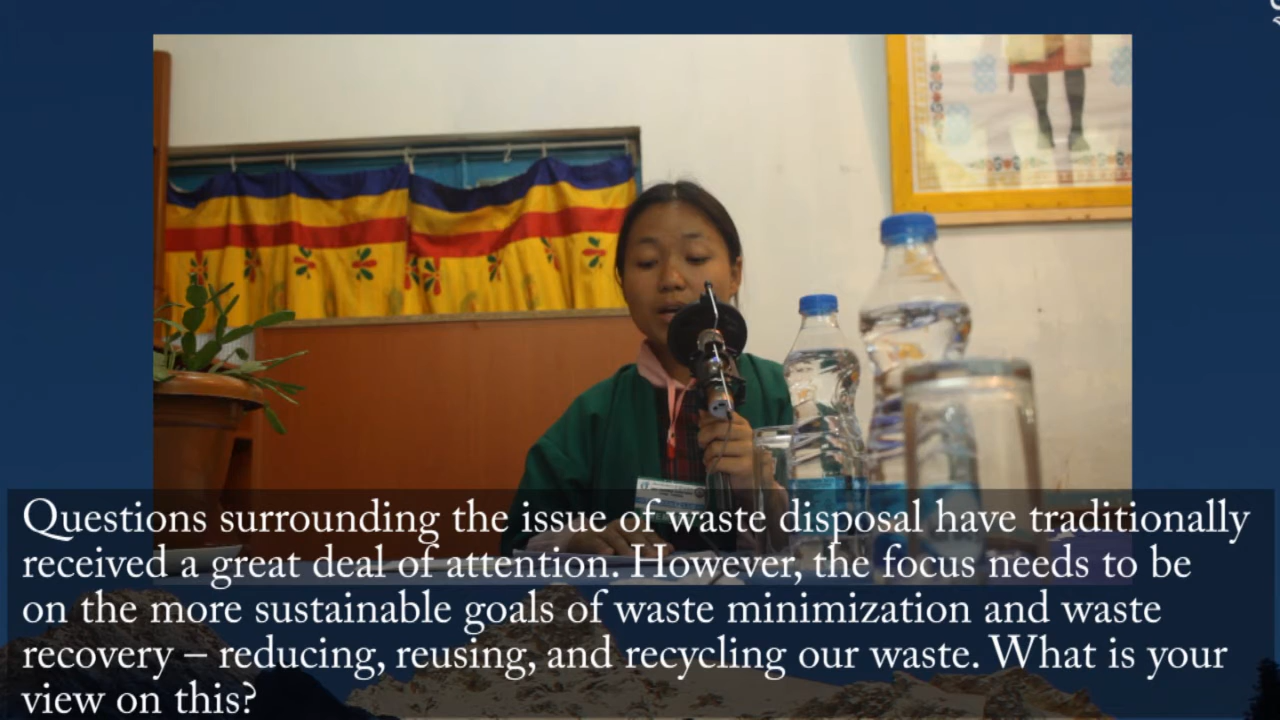 Questions surrounding the issue of waste disposal have traditionally
received a great deal of attention. However, the focus needs to be
on the more sustainable goals of waste minimization and waste
recovery – reducing, reusing, and recycling our waste. What is your
view on this?